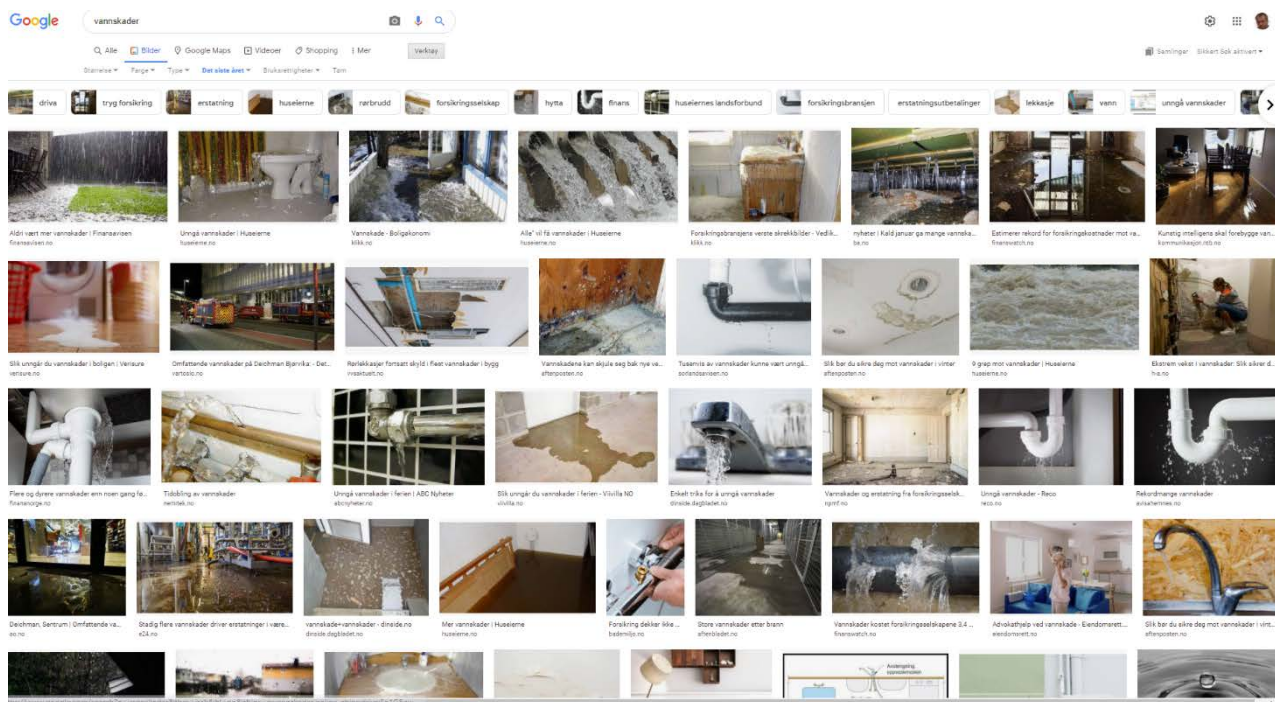 Google
vannskader
Alle Bilder Google Maps Videoer Shopping Mer Verktøy
Samlinger Sikkert Søk aktivert
Størrelse Farge Type Det siste året Bruksrettigheter Tøm
driva tryg forsikring erstatning huseierne rørbrudd forsikringsselskap hytta finans huseiernes landsforbund forsikringsbransjen erstatningsutbetalinger lekkasje vann unngå vannskader
Aldri vært mer vannskader | Finansavisen
finansavisen.no
Unngå vannskader | Huseierne
huseierne.no
Vannskade - Boligøkonomi
klikk.no
Alle" vil få vannskader | Huseierne
huseierne.no
Forsikringsbransjens verste skrekkbilder - Vedlik...
klikk.no
nyheter | Kald januar ga mange vannska...
ba.no
Estimerer rekord for forsikringskostnader mot va...
finanswatch.no
Kunstig intelligens skal forebygge van...
kommunikasjon.ntb.no
Slik unngår du vannskader i boligen | Verisure
verisure.no
Omfattende vannskader på Deichman Bjørvika: - Det...
vartoslo.no
Rørlekkasjer fortsatt skyld i flest vannskader i bygg
vvsaktuelt.no
Vannskadene kan skjule seg bak nye ve...
aftenposten.no
Tusenvis av vannskader kunne vært unngå...
sorlandsavisen.no
Slik bør du sikre deg mot vannskader i vinter
aftenposten.no
9 grep mot vannskader | Huseierne
huseierne.no
Ekstrem vekst i vannskader: Slik sikrer d...
h-a.no
Flere og dyrere vannskader enn noen gang fø...
finansnorge.no
Tidobling av vannskader
nemitek.no
Unngå vannskader i ferien | ABC Nyheter
abcnyheter.no
Slik unngår du vannskader i ferien - Viivilla NO
viivilla.no
Enkelt triks for å unngå vannskader
dinside.dagbladet.no
Vannskader og erstatning fra forsikringsselsk...
npmf.no
Unngå vannskader - Reco
reco.no
Rekordmange vannskader
avisahemnes.no
Deichman, Sentrum | Omfattende va...
ao.no
Stadig flere vannskader driver erstatninger i være...
e24.no
vannskade+vannskader - dinside.no
dinside.dagbladet.no
Mer vannskader | Huseierne
huseierne.no
Forsikring dekker ikke ...
bademiljo.no
Store vannskader etter brann
aftenbladet.no
Vannskader kostet forsikringsselskapene 3,4 ...
finanswatch.no
Advokathjelp ved vannskade - Eiendomsrett...
eiendomsrett.no
Slik bør du sikre deg mot vannskader i vint...
aftenposten.no